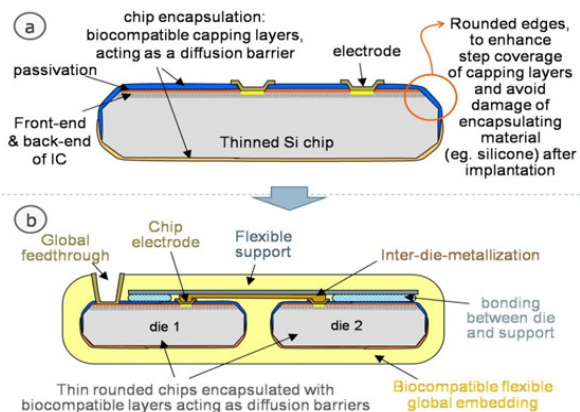 a
chip encapsulation:
biocompatible capping layers,
acting as a diffusion barrier
electrode
passivation
Front-end
& back-end
of IC
Thinned Si chip
Rounded edges,
to enhance
step coverage
of capping layers
and avoid
damage of
encapsulating
material
(eg. silicone) after
implantation
b
Global
feedthrough
Chip
electrode
Flexible
support
Inter-die-metallization
bonding
between die
and support
die 1
die 2
Thin rounded chips encapsulated with
biocompatible layers acting as diffusion barriers
Biocompatible flexible
global embedding